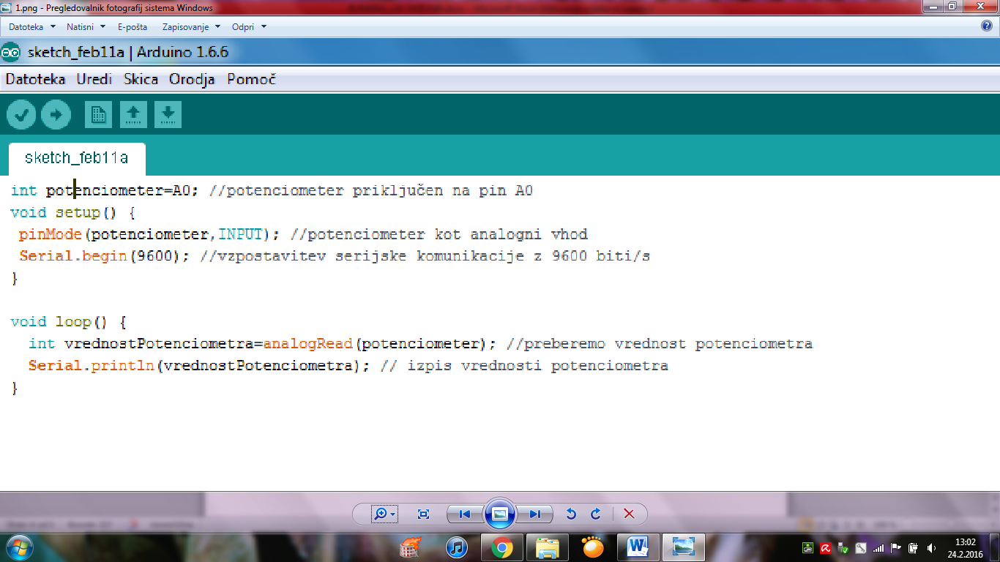 1.png - Pregledovalnik fotografij sistema Windows
Datoteka Natisni E-pošta Zapisovanje Odpri
sketch_feb11a | Arduino 1.6.6
Datoteka Uredi Skica Orodja Pomoč
sketch_feb11a
int potenciometer=A0; //potenciometer priključen na pin A0
void setup() {
pinMode(potenciometer,INPUT); //potenciometer kot analogni vhod
Serial.begin(9600); //vzpostavitev serijske komunikacije z 9600 biti/s
}
void loop() {
int vrednostPotenciometra=analogRead(potenciometer); //preberemo vrednost potenciometra
Serial.println(vrednostPotenciometra); // izpis vrednosti potenciometra
}
13:02
24.2.2016